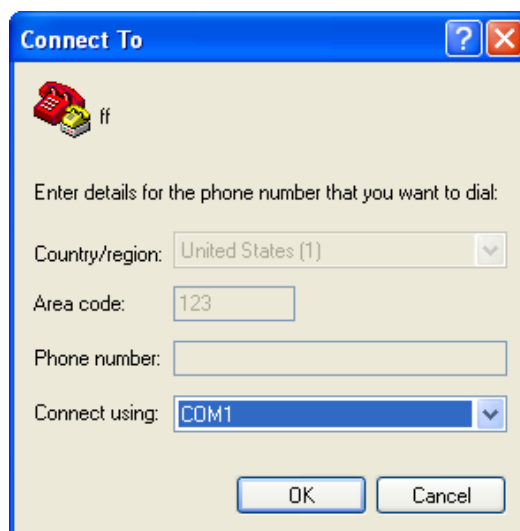 Connect To
ff
Enter details for the phone number that you want to dial:
Country/region: United States (1)
Area code: 123
Phone number:
Connect using: COM1
OK Cancel